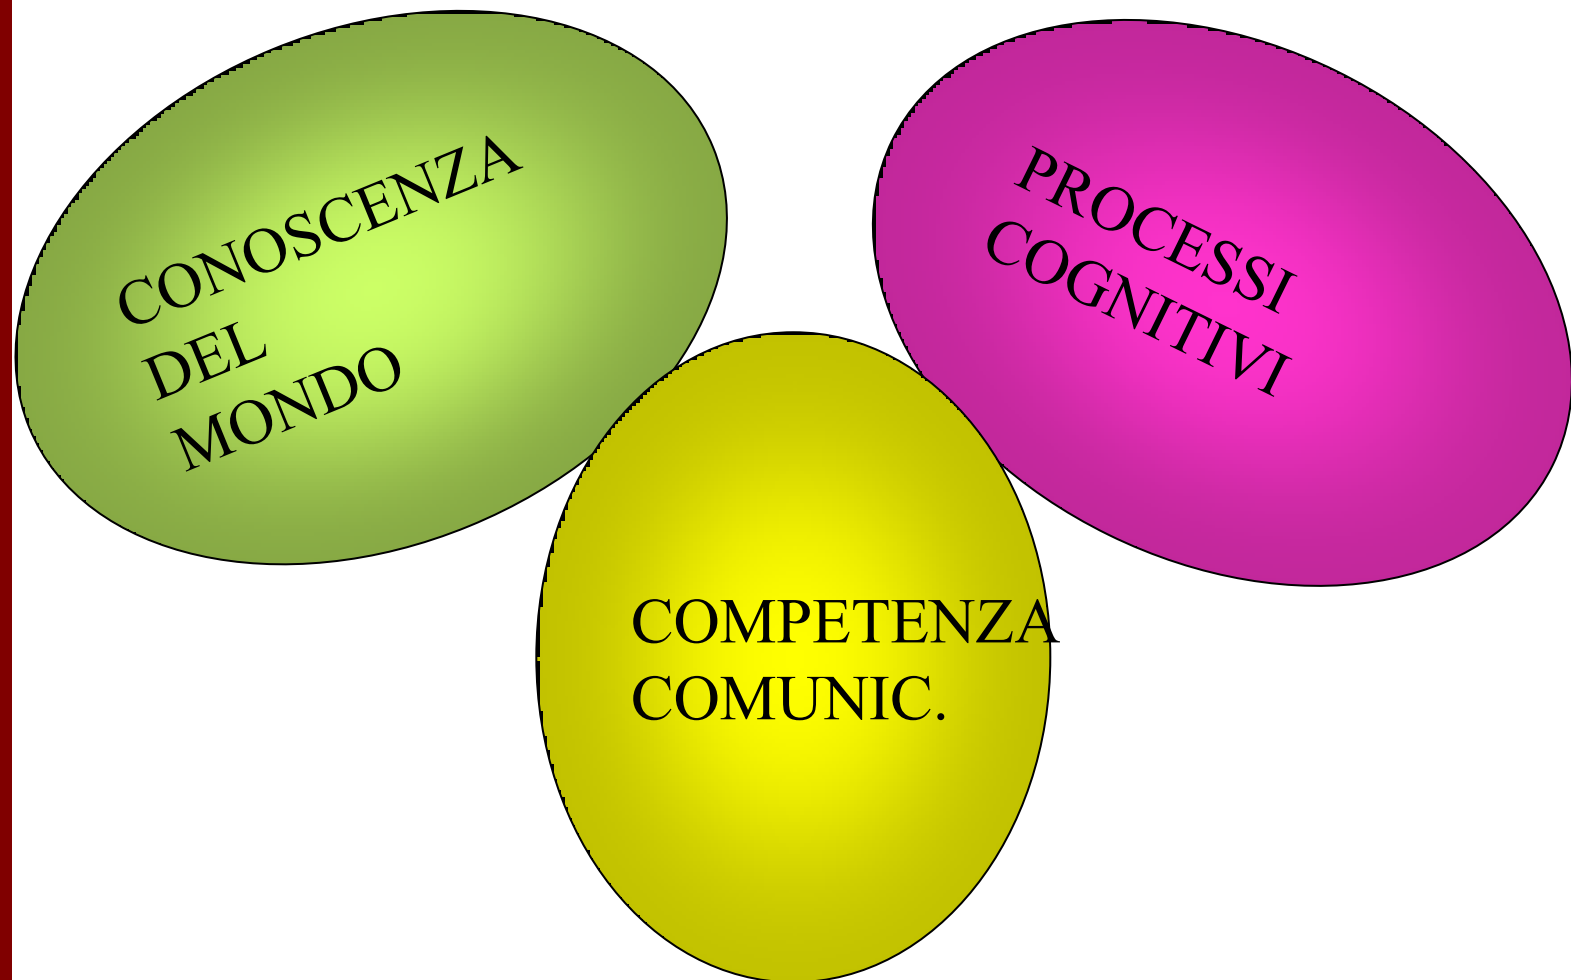 CONOSCENZA
DEL
MONDO
PROCESSI
COGNITIVI
COMPETENZA
COMUNIC.